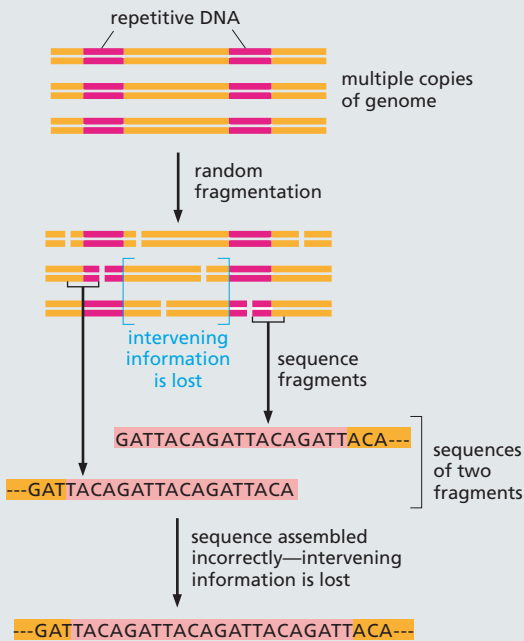 repetitive DNA
multiple copies
of genome
random
fragmentation
intervening
information
is lost
sequence
fragments
GATTACAGATTACAGATTACA---
---GATTACAGATTACAGATTACA
sequences
of two
fragments
sequence assembled
incorrectly—intervening
information is lost
---GATTACAGATTACAGATTACAGATTACA---